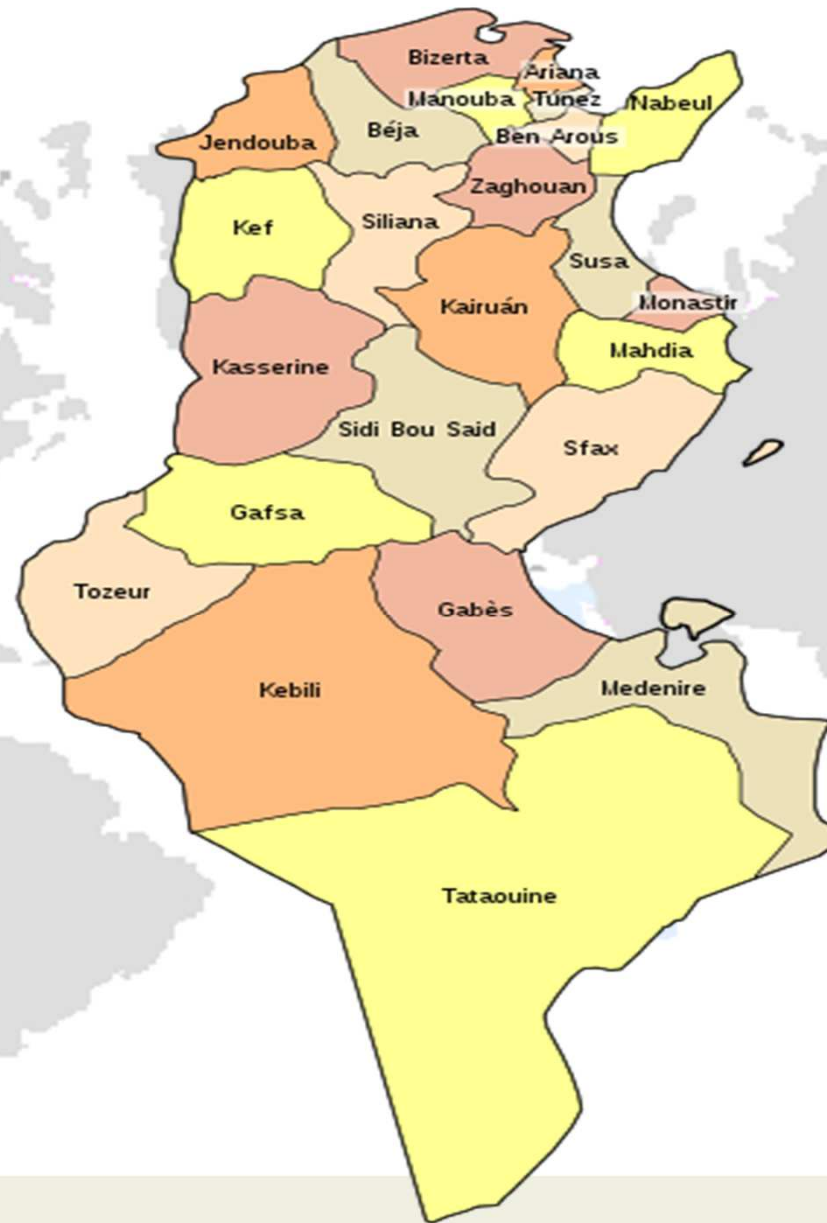 Bizerta
Ariana
Manouba
Túnez
Nabeul
Béja
Ben Arous
Jendouba
Zaghouan
Siliana
Kef
Susa
Monastir
Kairuán
Mahdia
Kasserine
Sidi Bou Said
Sfax
Gafsa
Tozeur
Gabès
Kebili
Medenire
Tataouine